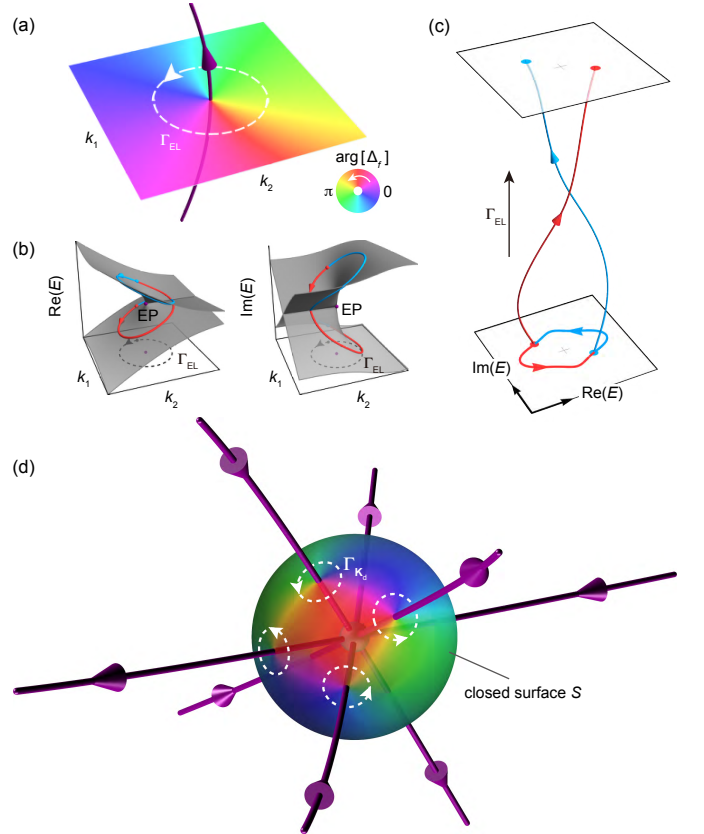 (a)
k1
k2
ΓEL
arg[Δf]
π
0
(b)
Re(E)
EP
k1
k2
ΓEL
Im(E)
EP
k1
k2
ΓEL
(c)
ΓEL
Im(E)
Re(E)
(d)
ΓKd
closed surface S